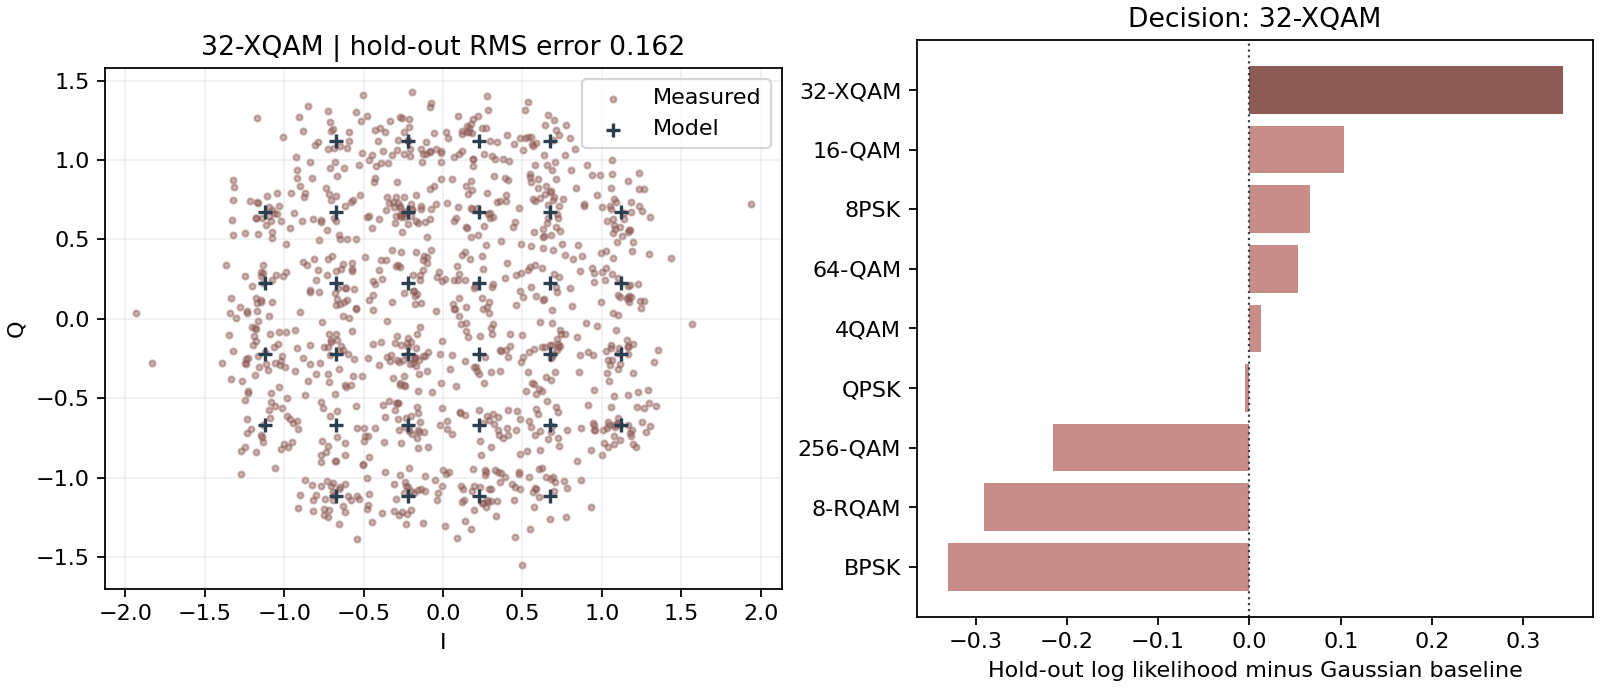 32-XQAM | hold-out RMS error 0.162
Measured
Model
1.5
1.0
0.5
0.0
−0.5
−1.0
−1.5
Q
−2.0 −1.5 −1.0 −0.5 0.0 0.5 1.0 1.5 2.0
I
Decision: 32-XQAM
32-XQAM
16-QAM
8PSK
64-QAM
4QAM
QPSK
256-QAM
8-RQAM
BPSK
−0.3 −0.2 −0.1 0.0 0.1 0.2 0.3
Hold-out log likelihood minus Gaussian baseline